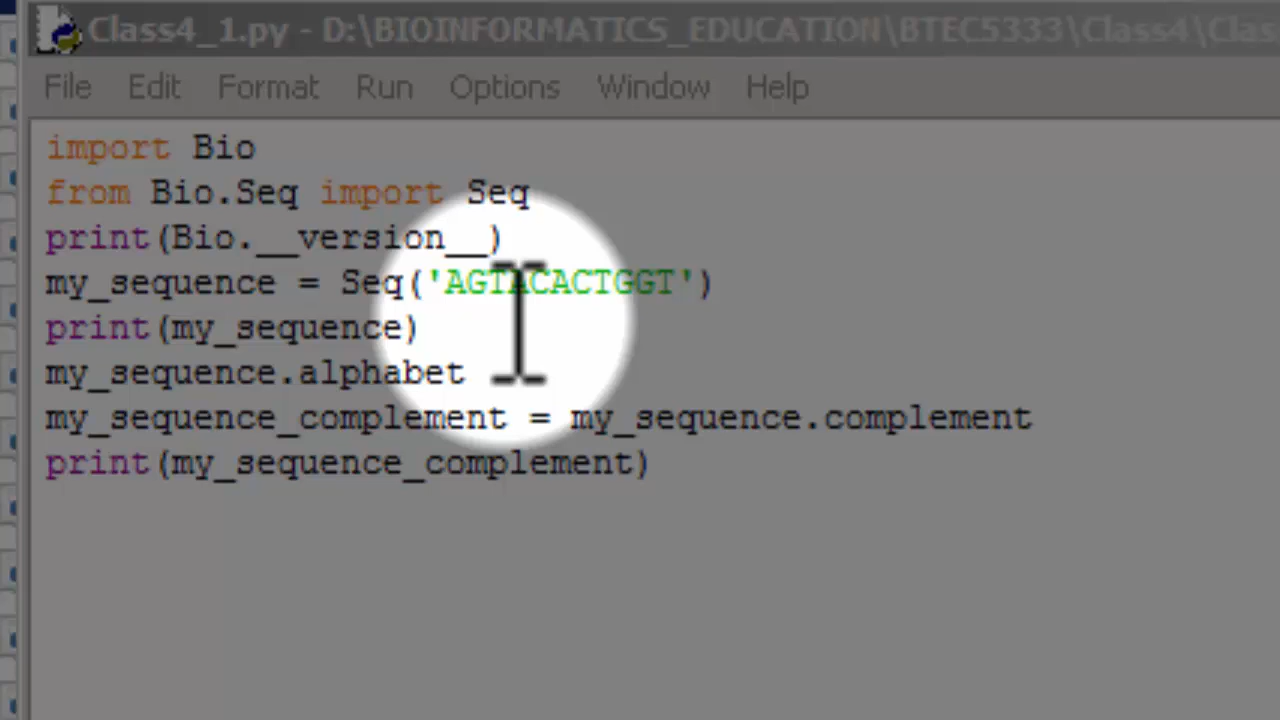 Class4_1.py - D:\BIOINFORMATICS_EDUCATION\BTEC5333\Class4\Clas
File Edit Format Run Options Window Help
import Bio
from Bio.Seq import Seq
print(Bio.__version__)
my_sequence = Seq('AGTACACTGGT')
print(my_sequence)
my_sequence.alphabet
my_sequence_complement = my_sequence.complement
print(my_sequence_complement)